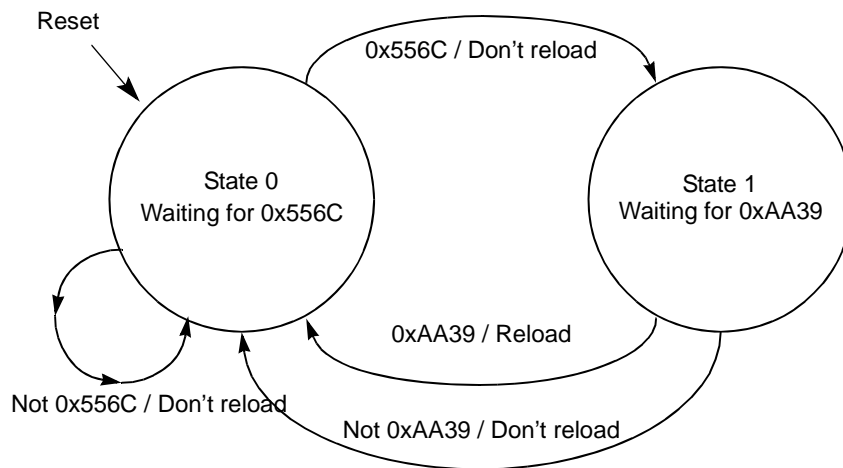 Reset
0x556C / Don’t reload
State 0
Waiting for 0x556C
State 1
Waiting for 0xAA39
0xAA39 / Reload
Not 0x556C / Don’t reload
Not 0xAA39 / Don’t reload